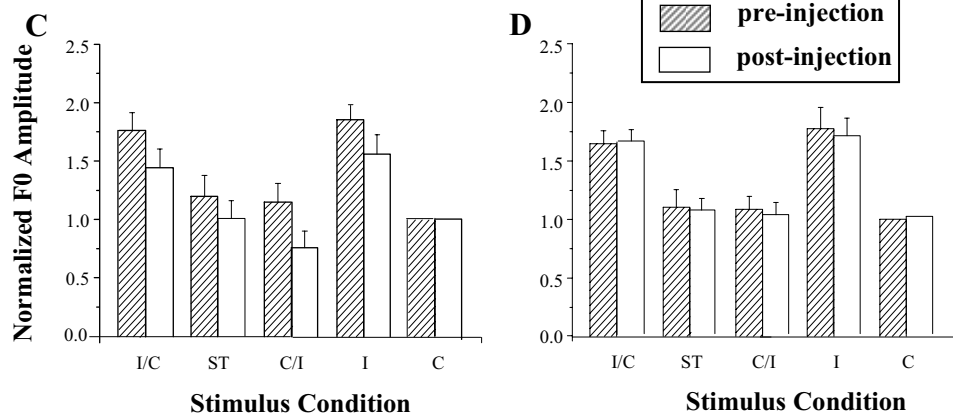 C
D
pre-injection
post-injection
Normalized F0 Amplitude
2.5
2.0
1.5
1.0
0.5
0.0
I/C ST C/I I C
Stimulus Condition
2.5
2.0
1.5
1.0
0.5
0.0
I/C ST C/I I C
Stimulus Condition